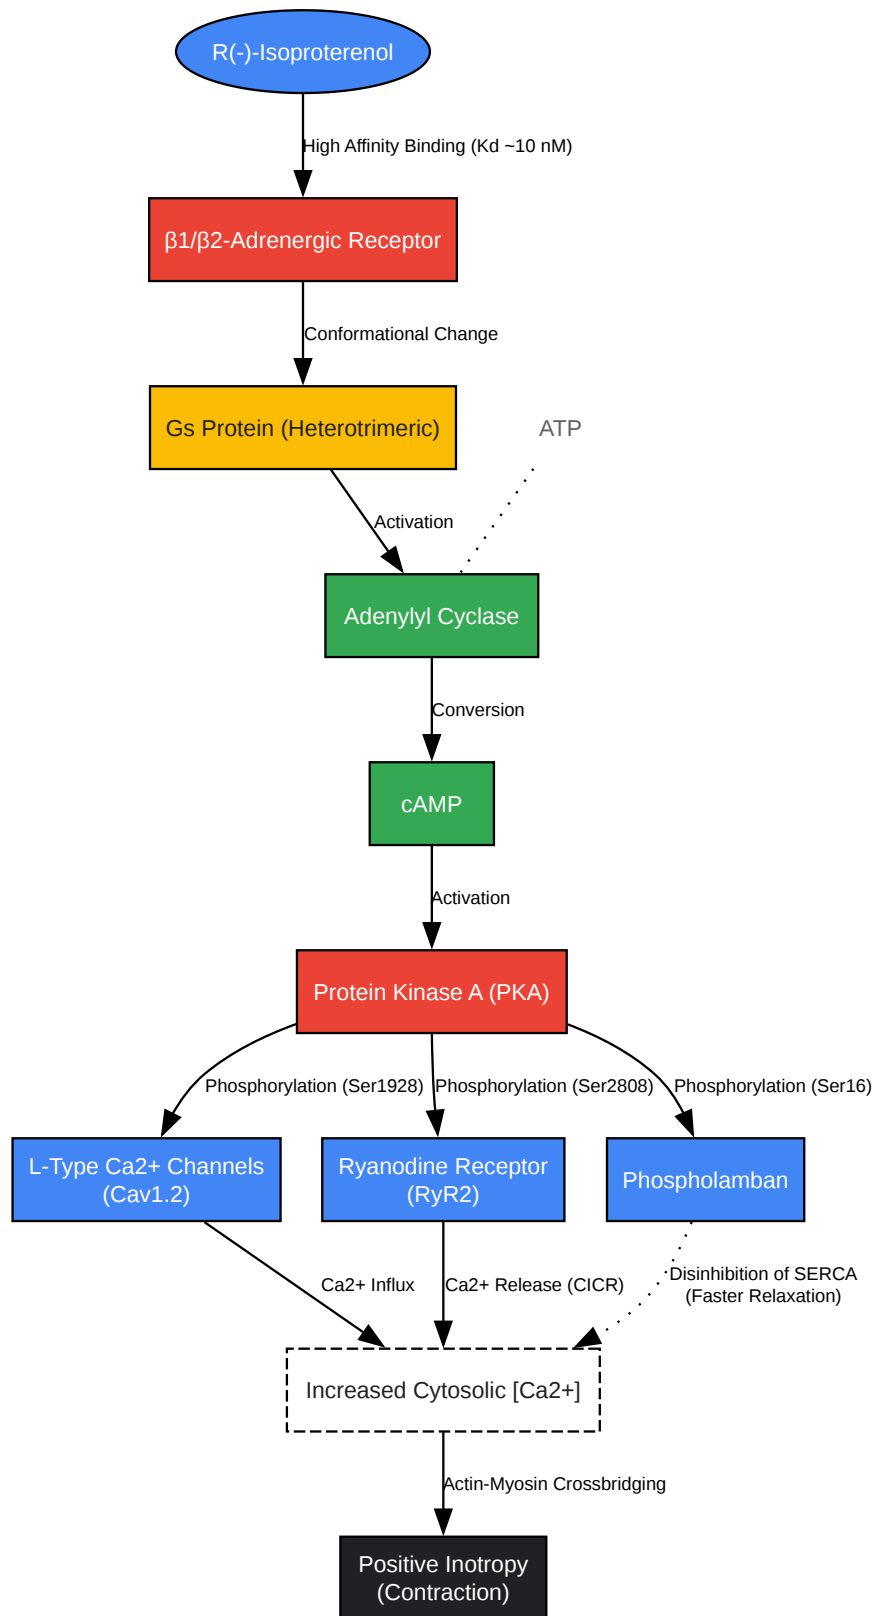 R(-)-Isoproterenol
High Affinity Binding (Kd ~10 nM)
β1/β2-Adrenergic Receptor
Conformational Change
Gs Protein (Heterotrimeric)
ATP
Activation
Adenylyl Cyclase
Conversion
cAMP
Activation
Protein Kinase A (PKA)
Phosphorylation (Ser1928)
Phosphorylation (Ser2808)
Phosphorylation (Ser16)
L-Type Ca2+ Channels
(Cav1.2)
Ryanodine Receptor
(RyR2)
Phospholamban
Ca2+ Influx
Ca2+ Release (CICR)
Disinhibition of SERCA
(Faster Relaxation)
Increased Cytosolic [Ca2+]
Actin-Myosin Crossbridging
Positive Inotropy
(Contraction)